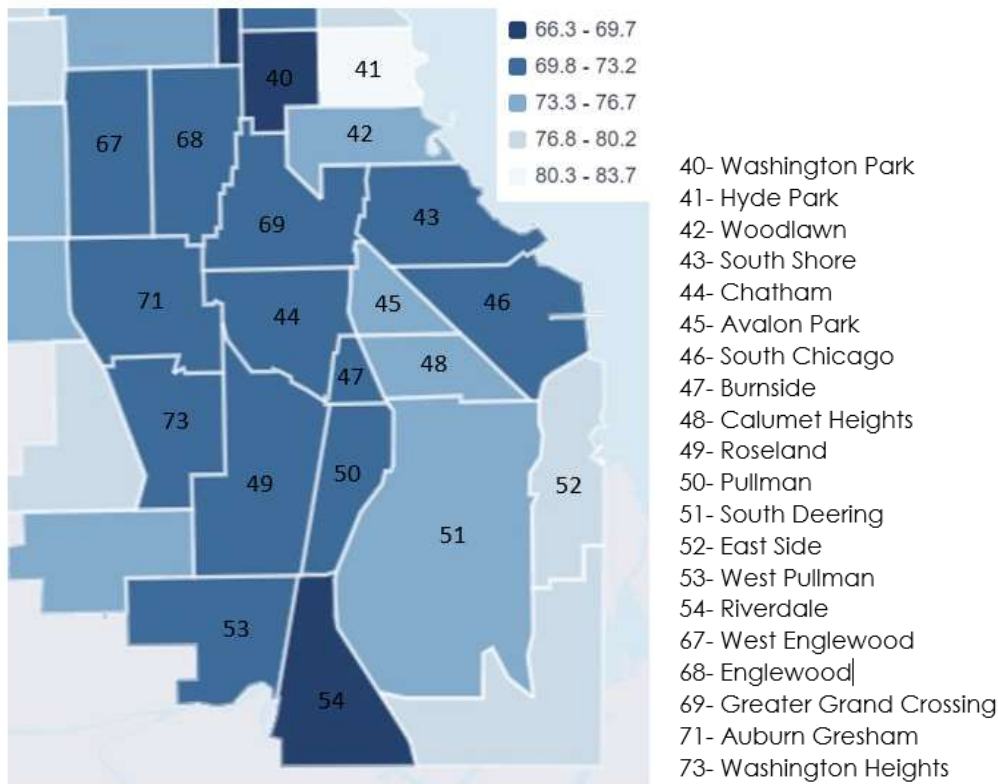 66.3 - 69.7
69.8 - 73.2
73.3 - 76.7
76.8 - 80.2
80.3 - 83.7
40
41
42
67
68
69
43
71
44
45
46
47
48
73
49
50
51
52
53
54
40- Washington Park
41- Hyde Park
42- Woodlawn
43- South Shore
44- Chatham
45- Avalon Park
46- South Chicago
47- Burnside
48- Calumet Heights
49- Roseland
50- Pullman
51- South Deering
52- East Side
53- West Pullman
54- Riverdale
67- West Englewood
68- Englewood
69- Greater Grand Crossing
71- Auburn Gresham
73- Washington Heights